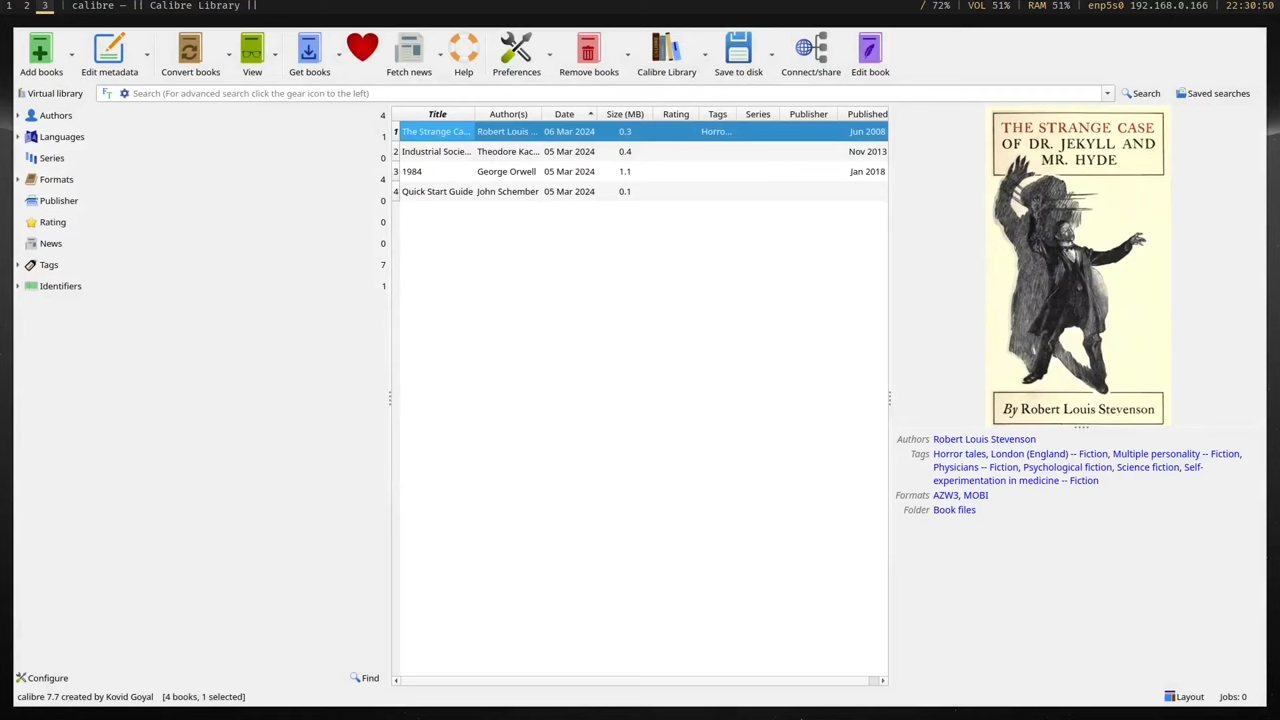 1 2 3 calibre — || Calibre Library || / 72% | VOL 51% | RAM 51% | enp5s0 192.168.0.166 | 22:30:50
Add books Edit metadata Convert books View Get books Fetch news Help Preferences Remove books Calibre Library Save to disk Connect/share Edit book
Virtual library Search (For advanced search click the gear icon to the left) Search Saved searches
Authors 4
Languages 1
Series 0
Formats 4
Publisher 0
Rating 0
News 0
Tags 7
Identifiers 1
Title Author(s) Date Size (MB) Rating Tags Series Publisher Published
1 The Strange Ca... Robert Louis ... 06 Mar 2024 0.3 Horro... Jun 2008
2 Industrial Socie... Theodore Kac... 05 Mar 2024 0.4 Nov 2013
3 1984 George Orwell 05 Mar 2024 1.1 Jan 2018
4 Quick Start Guide John Schember 05 Mar 2024 0.1
THE STRANGE CASE
OF DR. JEKYLL AND
MR. HYDE
By Robert Louis Stevenson
Authors Robert Louis Stevenson
Tags Horror tales, London (England) -- Fiction, Multiple personality -- Fiction,
Physicians -- Fiction, Psychological fiction, Science fiction, Self-
experimentation in medicine -- Fiction
Formats AZW3, MOBI
Folder Book files
Configure Find
calibre 7.7 created by Kovid Goyal [4 books, 1 selected] Layout Jobs: 0